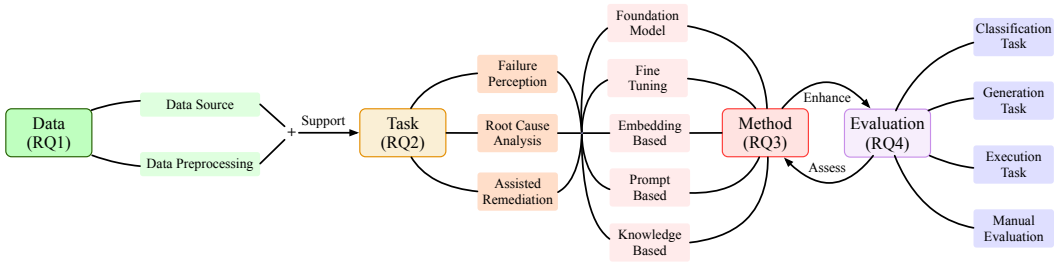 Data
(RQ1)
Data Source
Data Preprocessing
+
Support
Task
(RQ2)
Failure
Perception
Root Cause
Analysis
Assisted
Remediation
Foundation
Model
Fine
Tuning
Embedding
Based
Prompt
Based
Knowledge
Based
Method
(RQ3)
Enhance
Assess
Evaluation
(RQ4)
Classification
Task
Generation
Task
Execution
Task
Manual
Evaluation